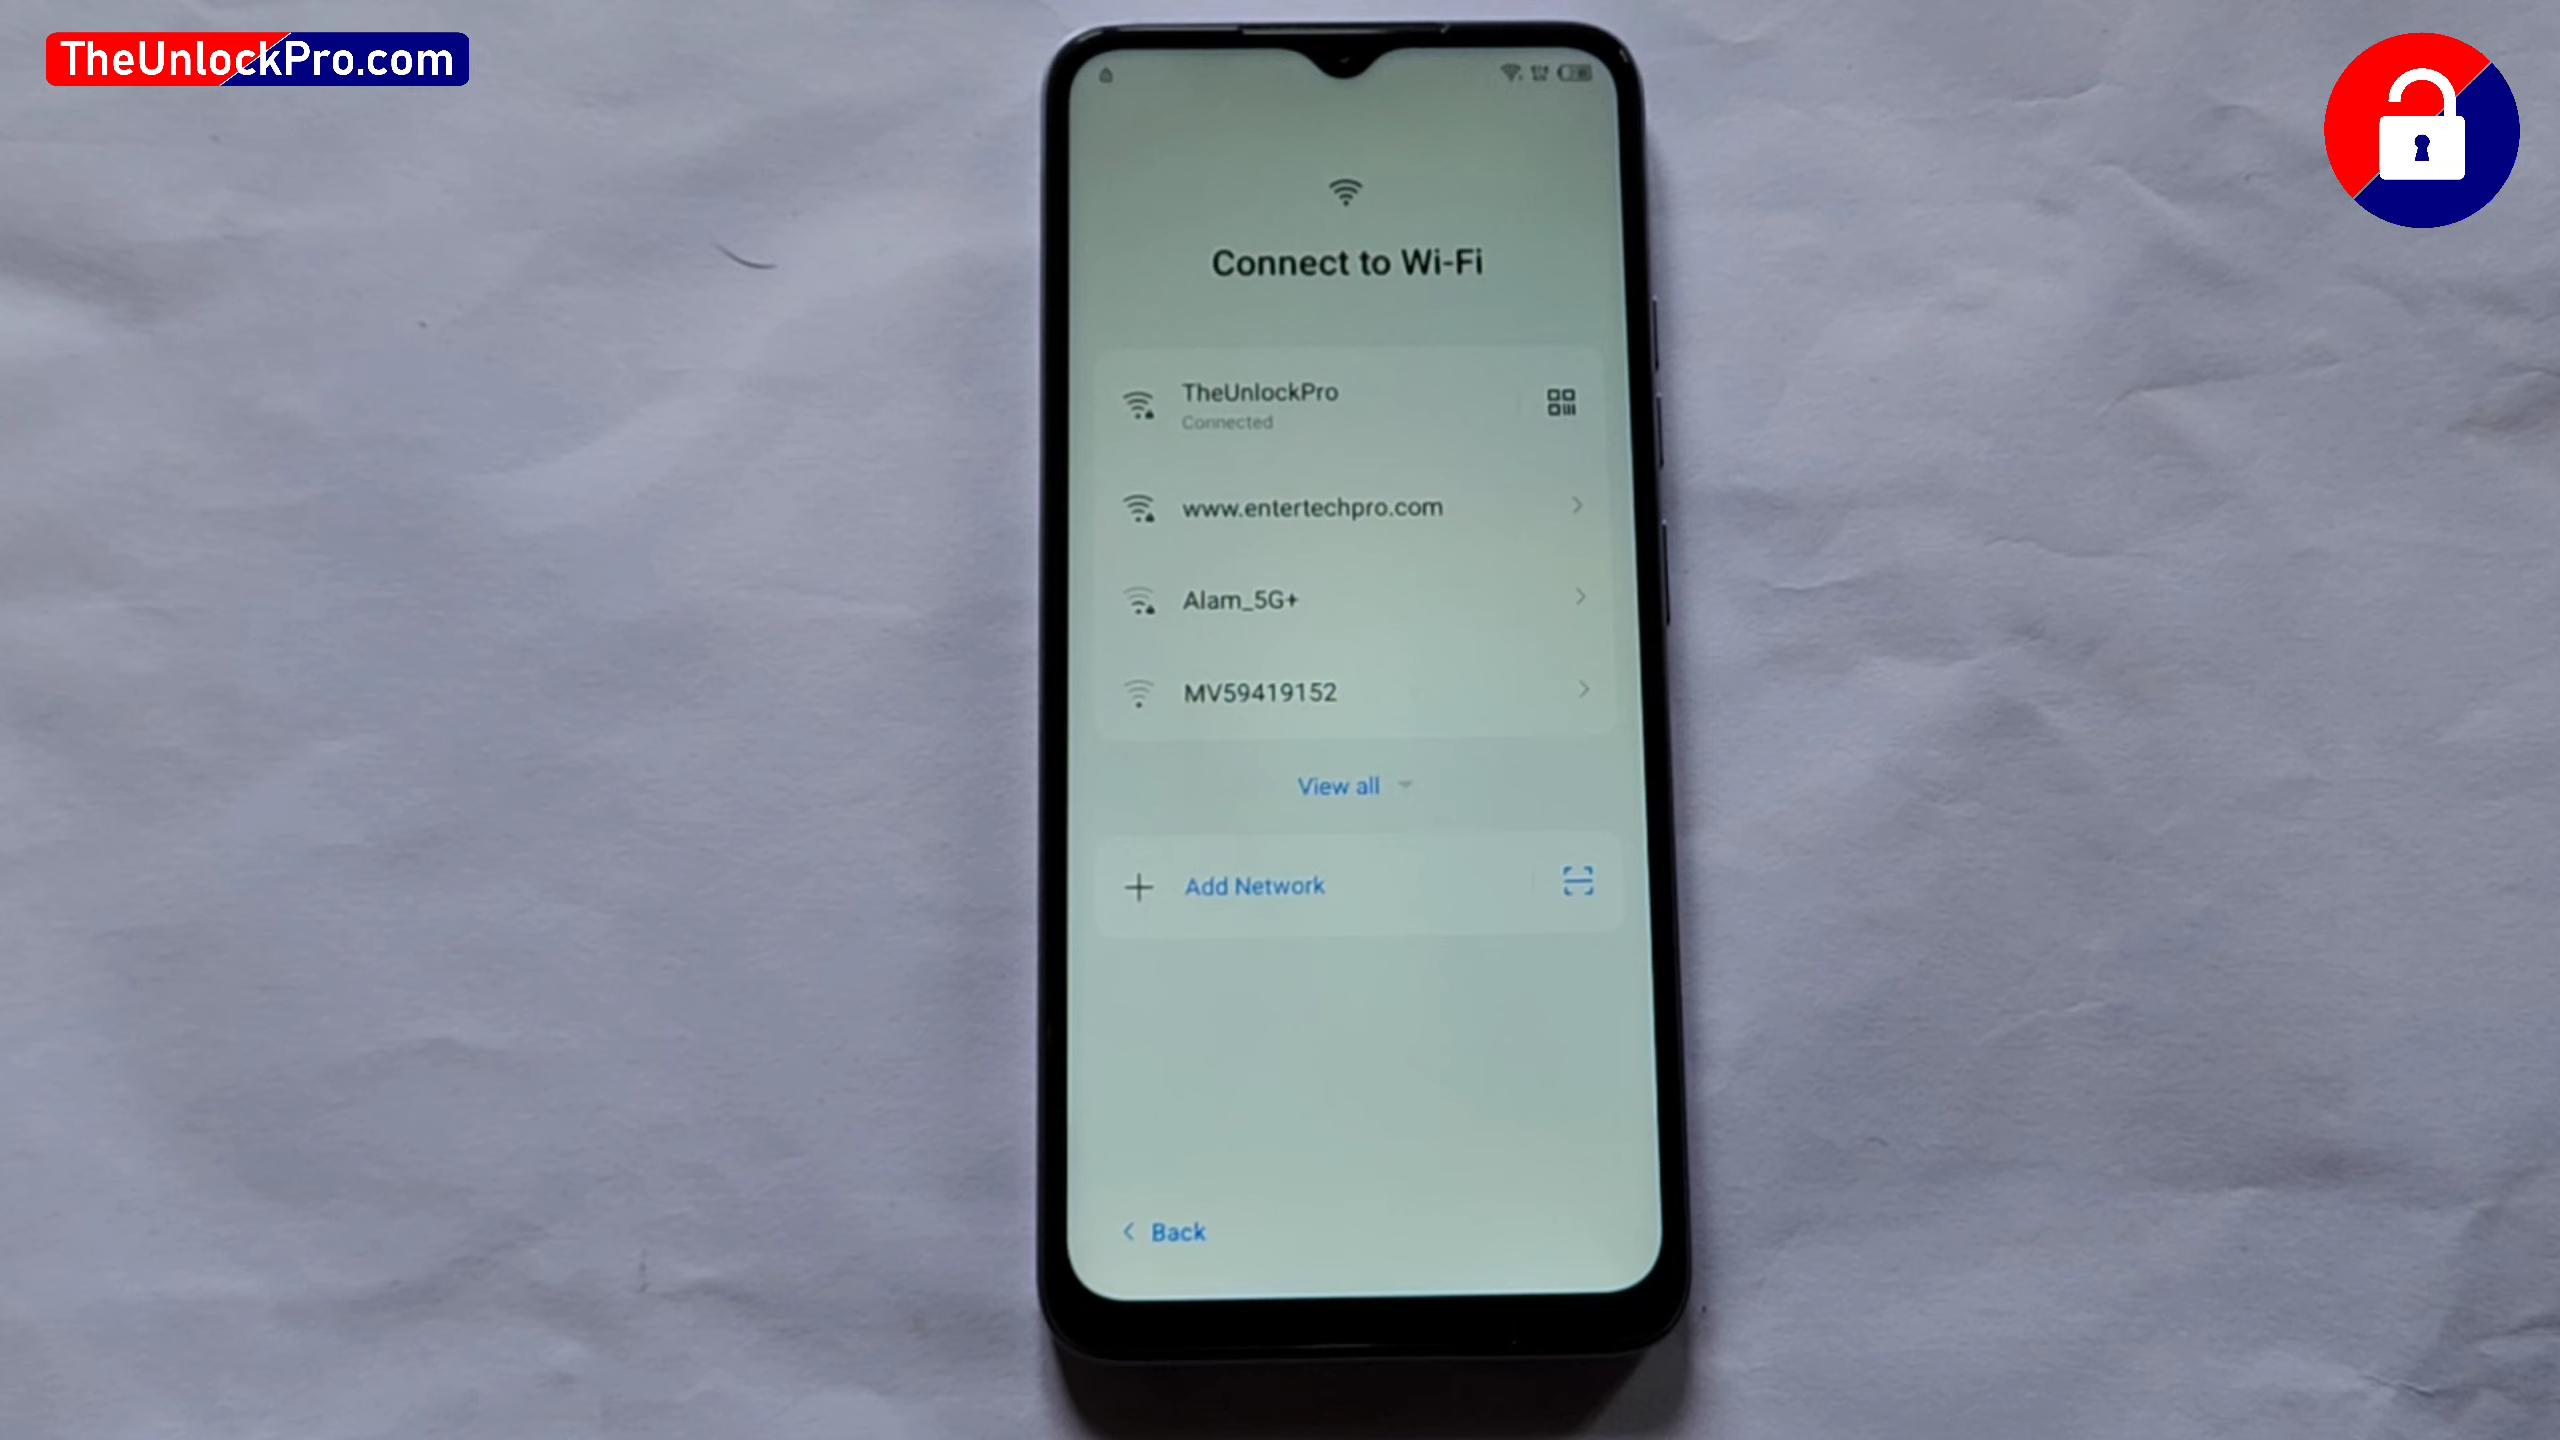 TheUnlockPro.com
Connect to Wi-Fi
TheUnlockPro
Connected
www.entertechpro.com
Alam_5G+
MV59419152
View all
Add Network
Back